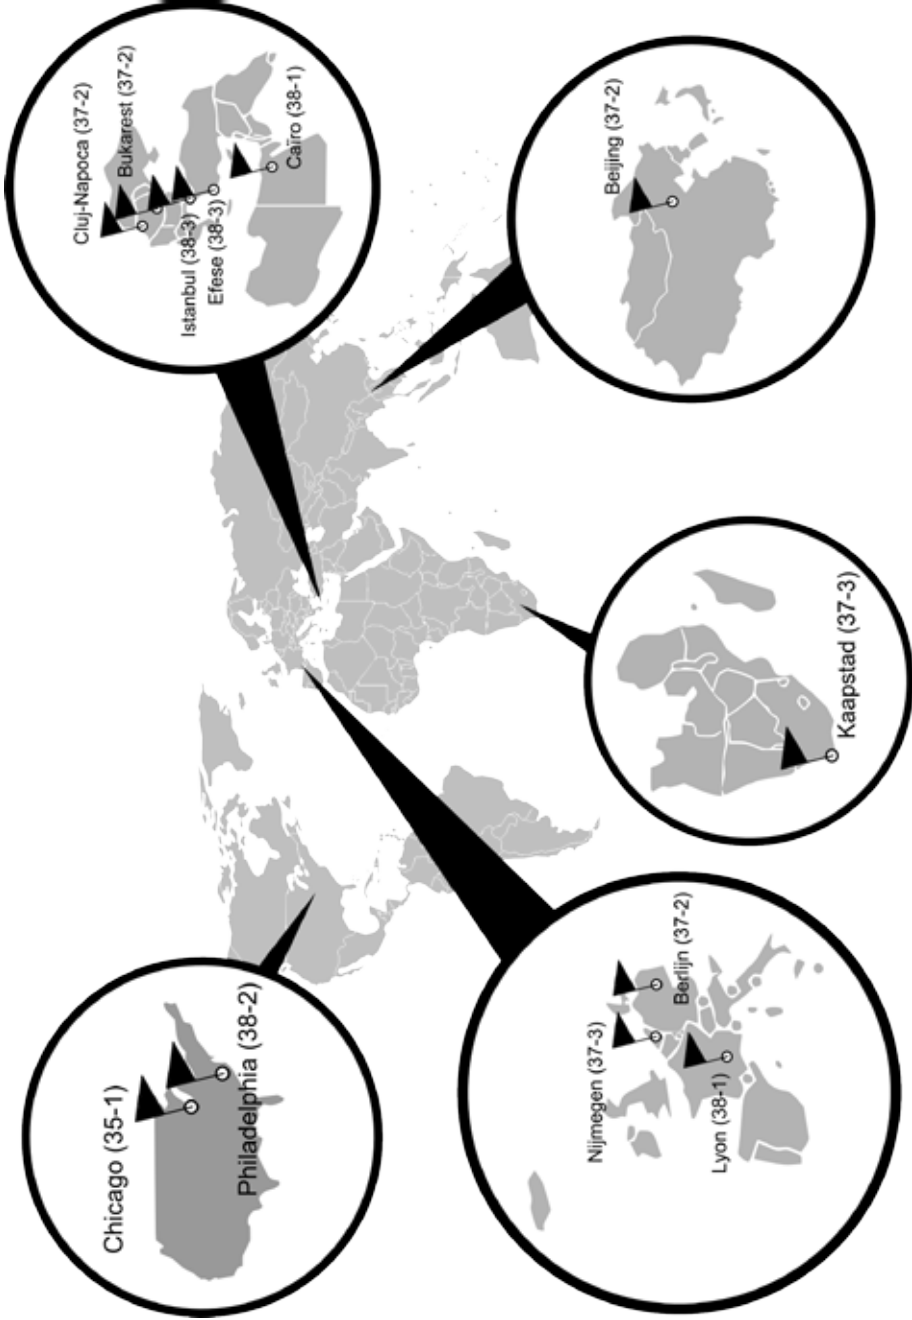 Chicago (35-1)
Philadelphia (38-2)
Nijmegen (37-3)
Berlijn (37-2)
Lyon (38-1)
Cluj-Napoca (37-2)
Bukarest (37-2)
Istanbul (38-3)
Efese (38-3)
Caïro (38-1)
Kaapstad (37-3)
Beijing (37-2)